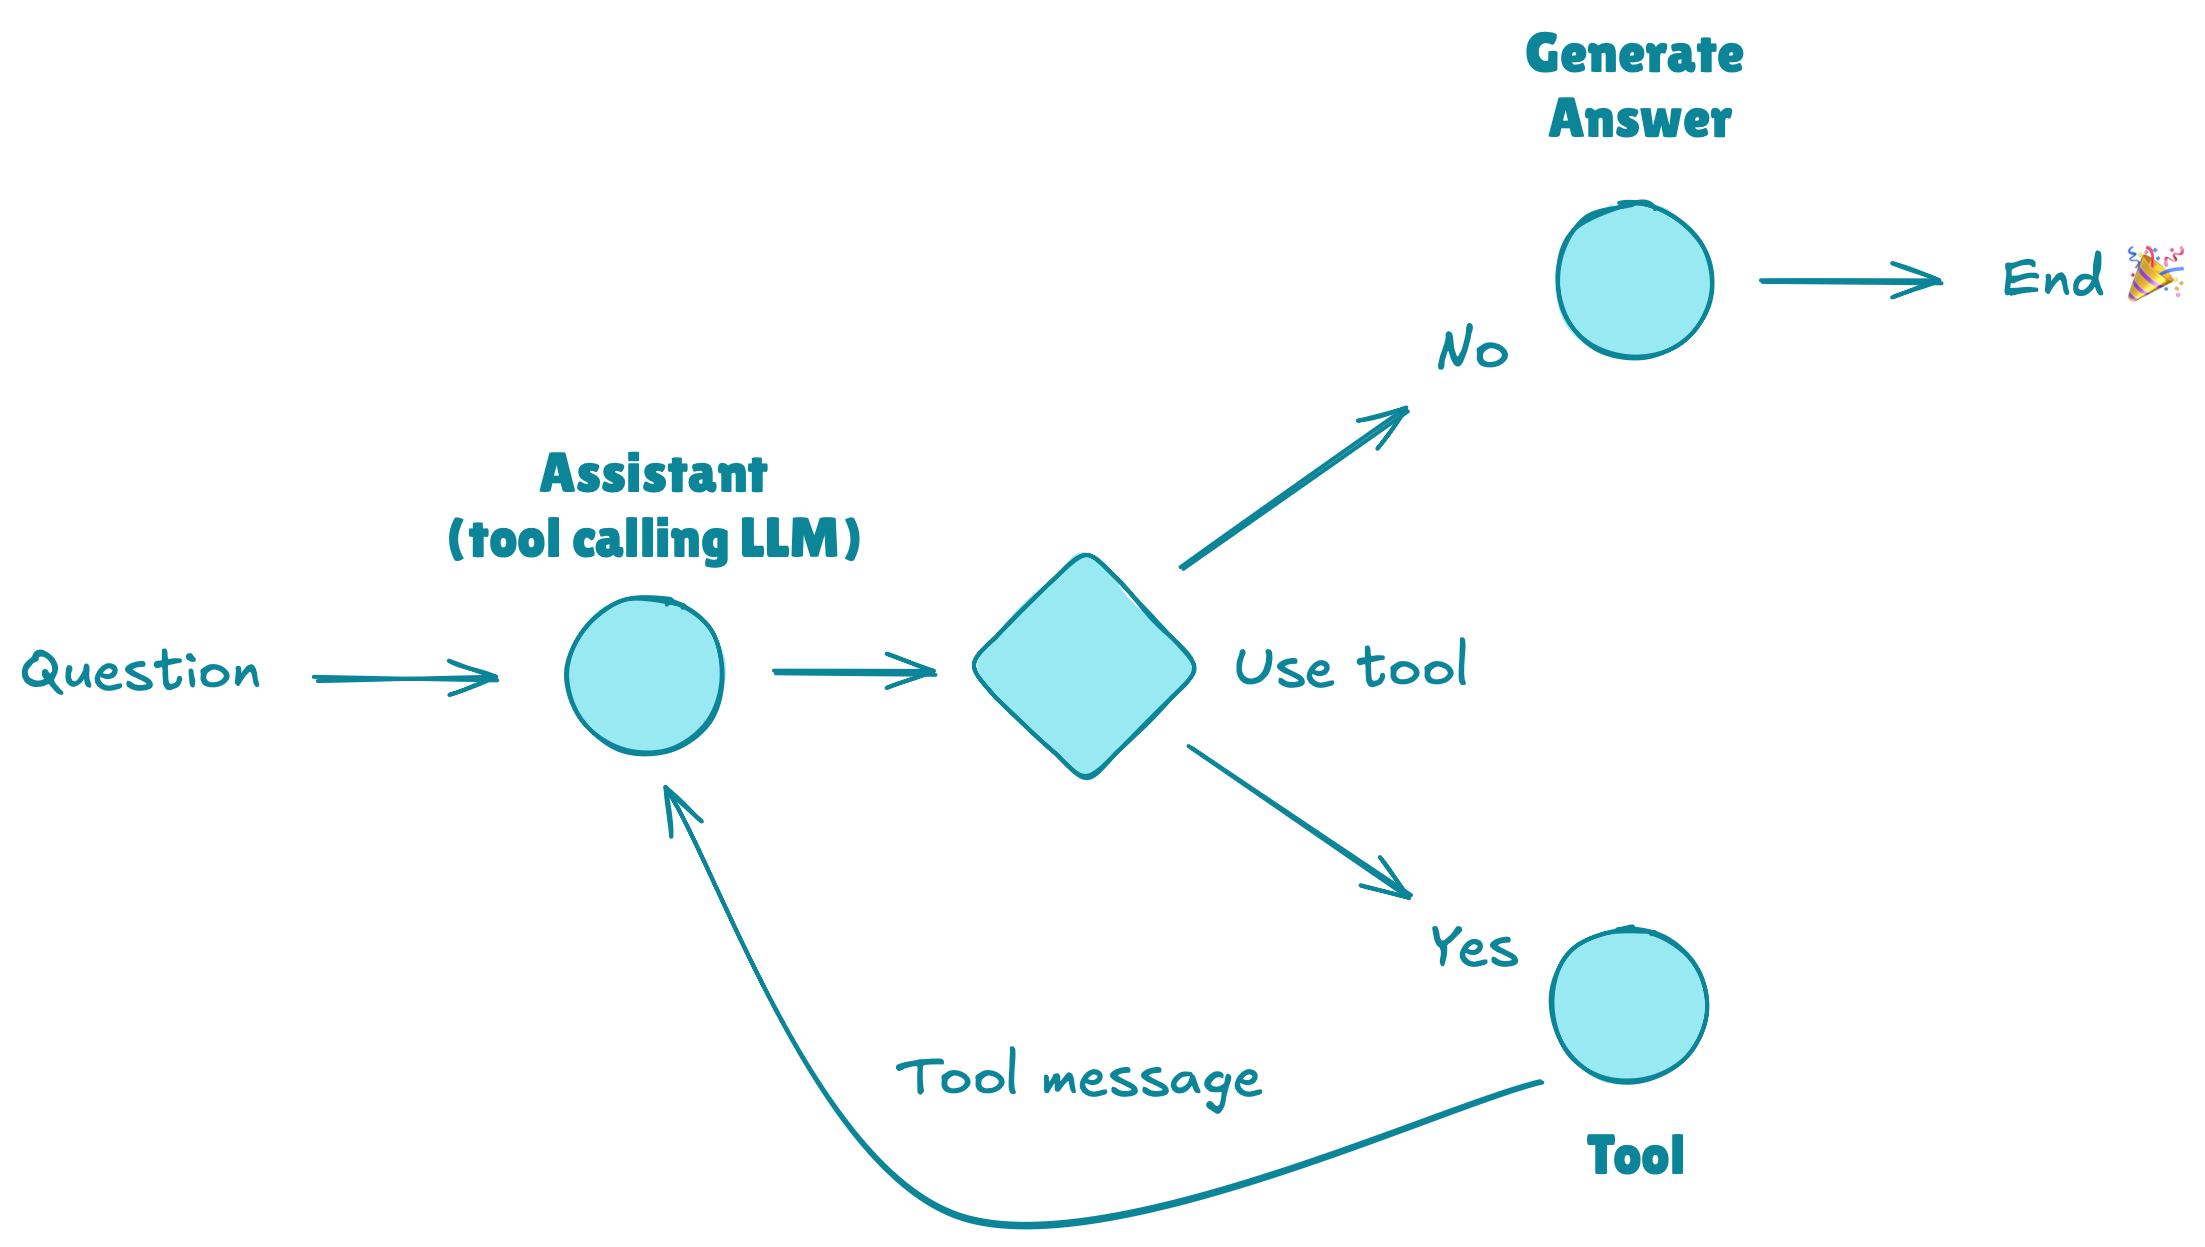 Generate
Answer
End
No
Assistant
(tool calling LLM)
Question
Use tool
Yes
Tool message
Tool